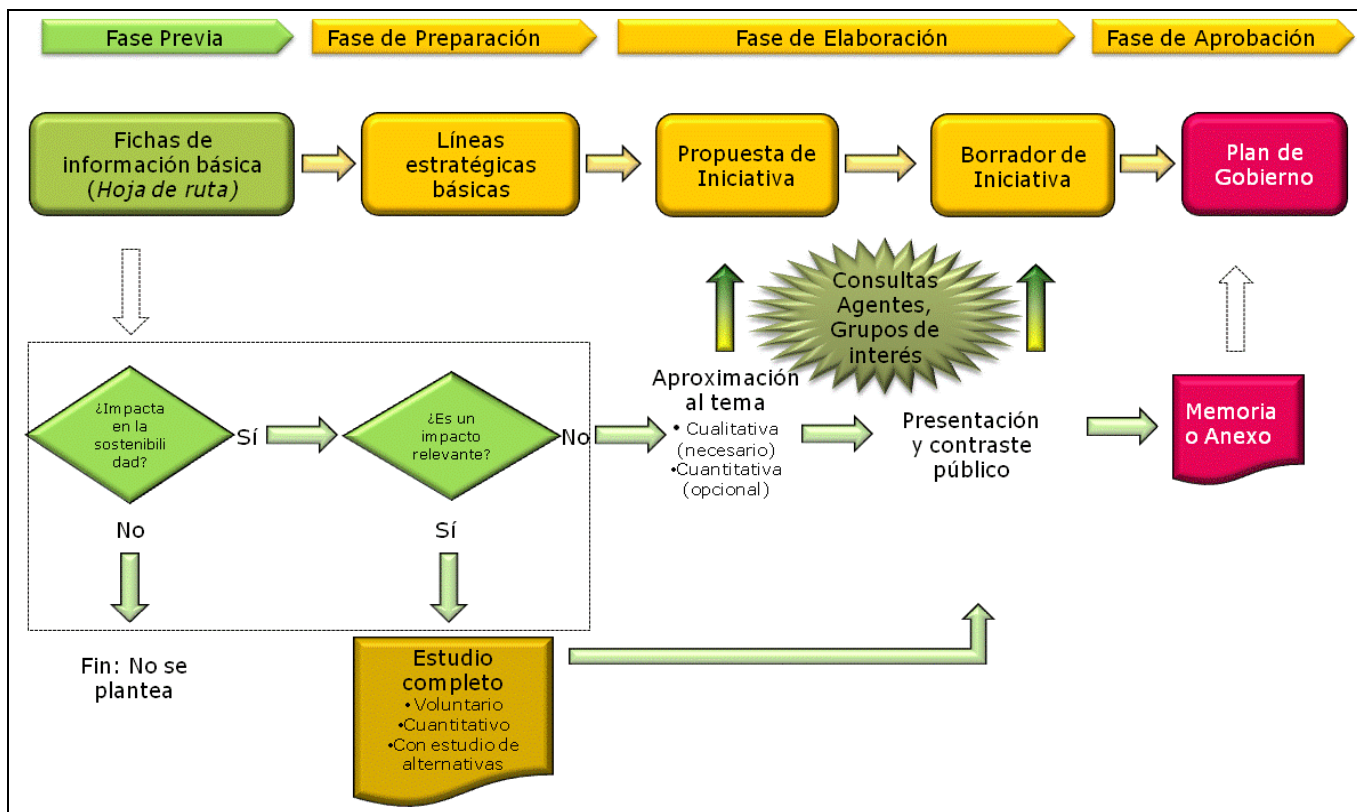 Fase Previa
Fase de Preparación
Fase de Elaboración
Fase de Aprobación
Fichas de
información básica
(Hoja de ruta)
Líneas
estratégicas
básicas
Propuesta de
Iniciativa
Borrador de
Iniciativa
Plan de
Gobierno
Consultas
Agentes,
Grupos de
interés
¿Impacta
en la
sostenibili
dad?
Sí
¿Es un
impacto
relevante?
No
Aproximación
al tema
• Cualitativa
(necesario)
•Cuantitativa
(opcional)
Presentación
y contraste
público
Memoria
o Anexo
No
Sí
Fin: No se
plantea
Estudio
completo
• Voluntario
•Cuantitativo
•Con estudio de
alternativas